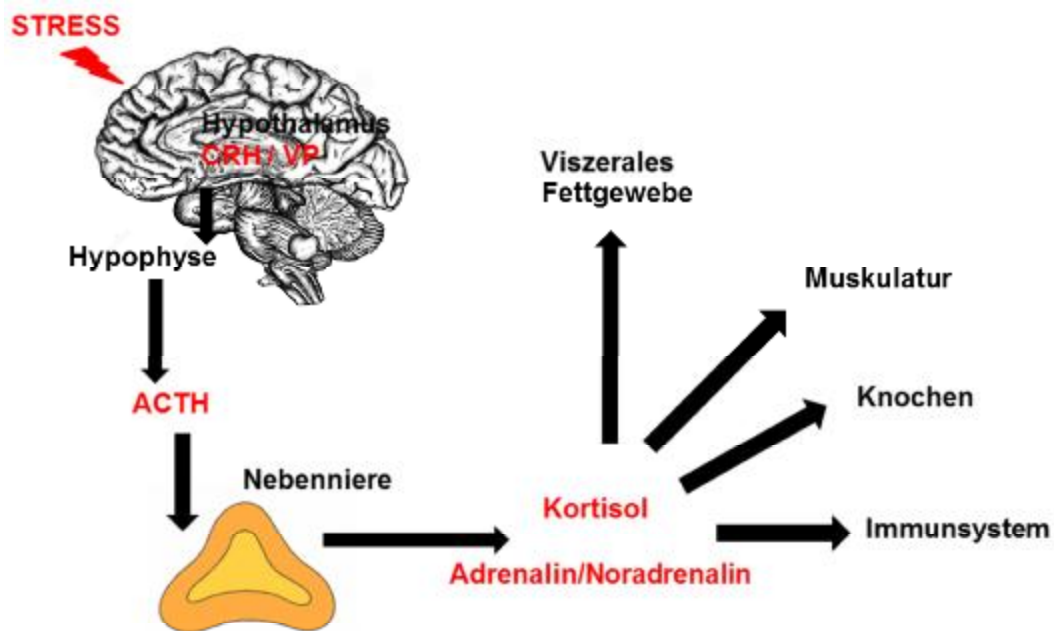 STRESS
Hypothalamus
CRH / VP
Hypophyse
ACTH
Nebenniere
Kortisol
Adrenalin/Noradrenalin
Viszerales
Fettgewebe
Muskulatur
Knochen
Immunsystem